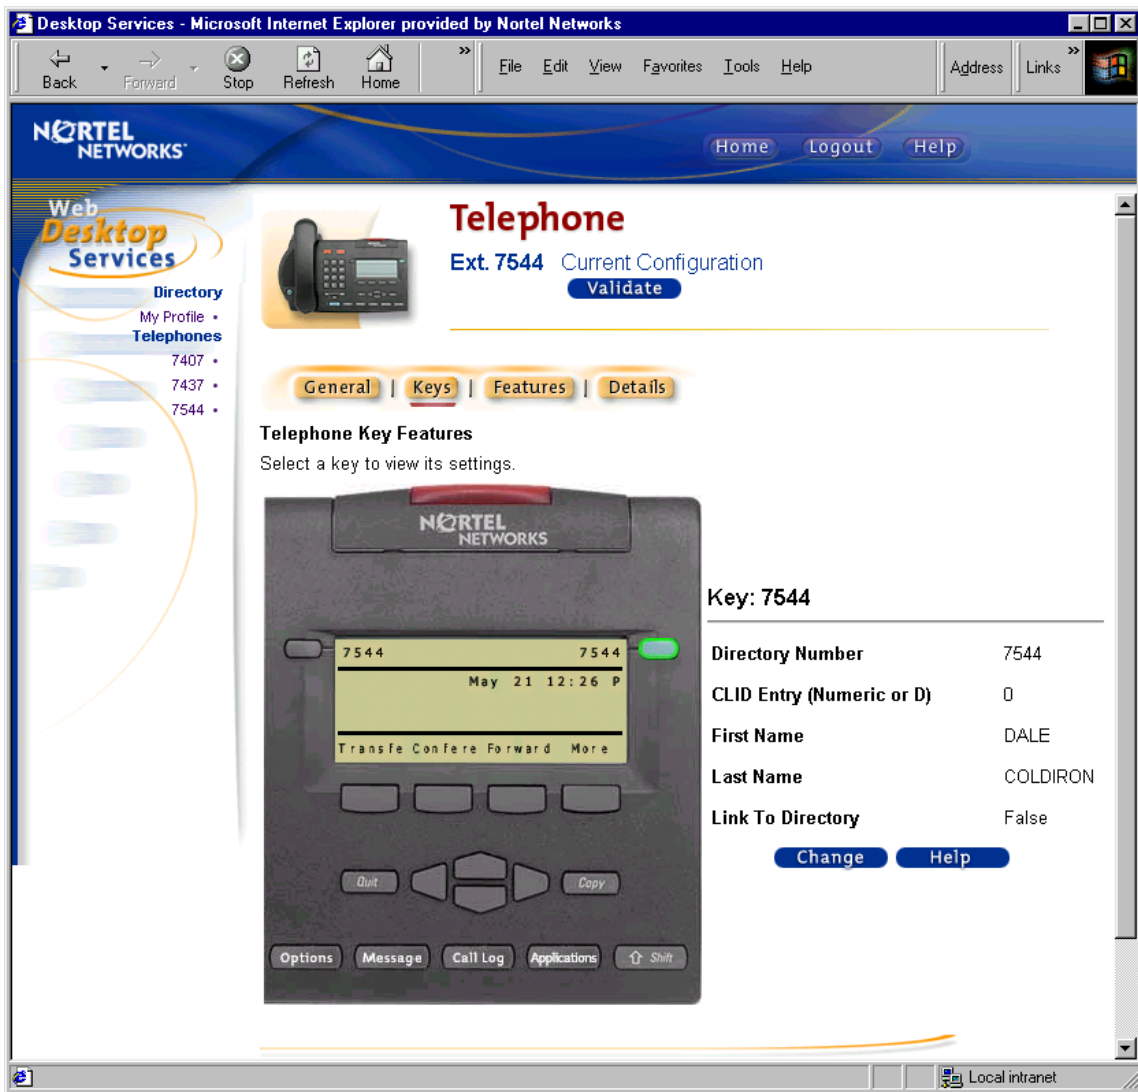 Desktop Services - Microsoft Internet Explorer provided by Nortel Networks
Back Forward Stop Refresh Home » File Edit View Favorites Tools Help Address Links »
NORTEL
NETWORKS
Home Logout Help
Web
Desktop
Services
Directory
My Profile •
Telephones
7407 •
7437 •
7544 •
Telephone
Ext. 7544 Current Configuration
Validate
General | Keys | Features | Details
Telephone Key Features
Select a key to view its settings.
NORTEL
NETWORKS
7544 7544
May 21 12:26 P
Transfe Confere Forward More
Quit Copy
Options Message Call Log Applications Shift
Key: 7544
Directory Number 7544
CLID Entry (Numeric or D) 0
First Name DALE
Last Name COLDIRON
Link To Directory False
Change Help
Local intranet